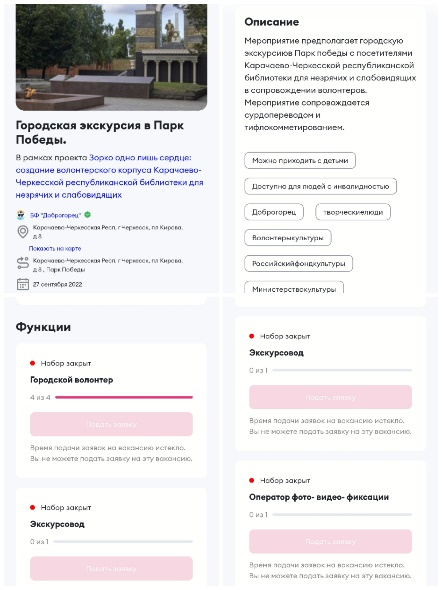 Городская экскурсия в Парк
Победы.
В рамках проекта Зорко одно лишь сердце:
создание волонтерского корпуса Карачаево-
Черкесской республиканской библиотеки для
незрячих и слабовидящих
БФ "Доброгорец"
Карачаево-Черкесская Респ, г Черкесск, пл Кирова,
д 8
Показать на карте
Карачаево-Черкесская Респ, г Черкесск, пл Кирова,
д 8 , Парк Победы
27 сентября 2022
Описание
Мероприятие предполагает городскую
экскурсиюв Парк победы с посетителями
Карачаево-Черкесской республиканской
библиотеки для незрячих и слабовидящих
в сопровождении волонтеров.
Мероприятие сопровождается
сурдопереводом и
тифлокомметированием.
Можно приходить с детьми
Доступно для людей с инвалидностью
Доброгорец
творческиелюди
Волонтерыкультуры
Российскийфондкультуры
Министерствокультуры
Функции
Набор закрыт
Городской волонтер
4 из 4
Подать заявку
Время подачи заявок на вакансию истекло.
Вы не можете подать заявку на эту вакансию.
Набор закрыт
Экскурсовод
0 из 1
Подать заявку
Набор закрыт
Экскурсовод
0 из 1
Подать заявку
Время подачи заявок на вакансию истекло.
Вы не можете подать заявку на эту вакансию.
Набор закрыт
Оператор фото- видео- фиксации
0 из 1
Подать заявку
Время подачи заявок на вакансию истекло.
Вы не можете подать заявку на эту вакансию.